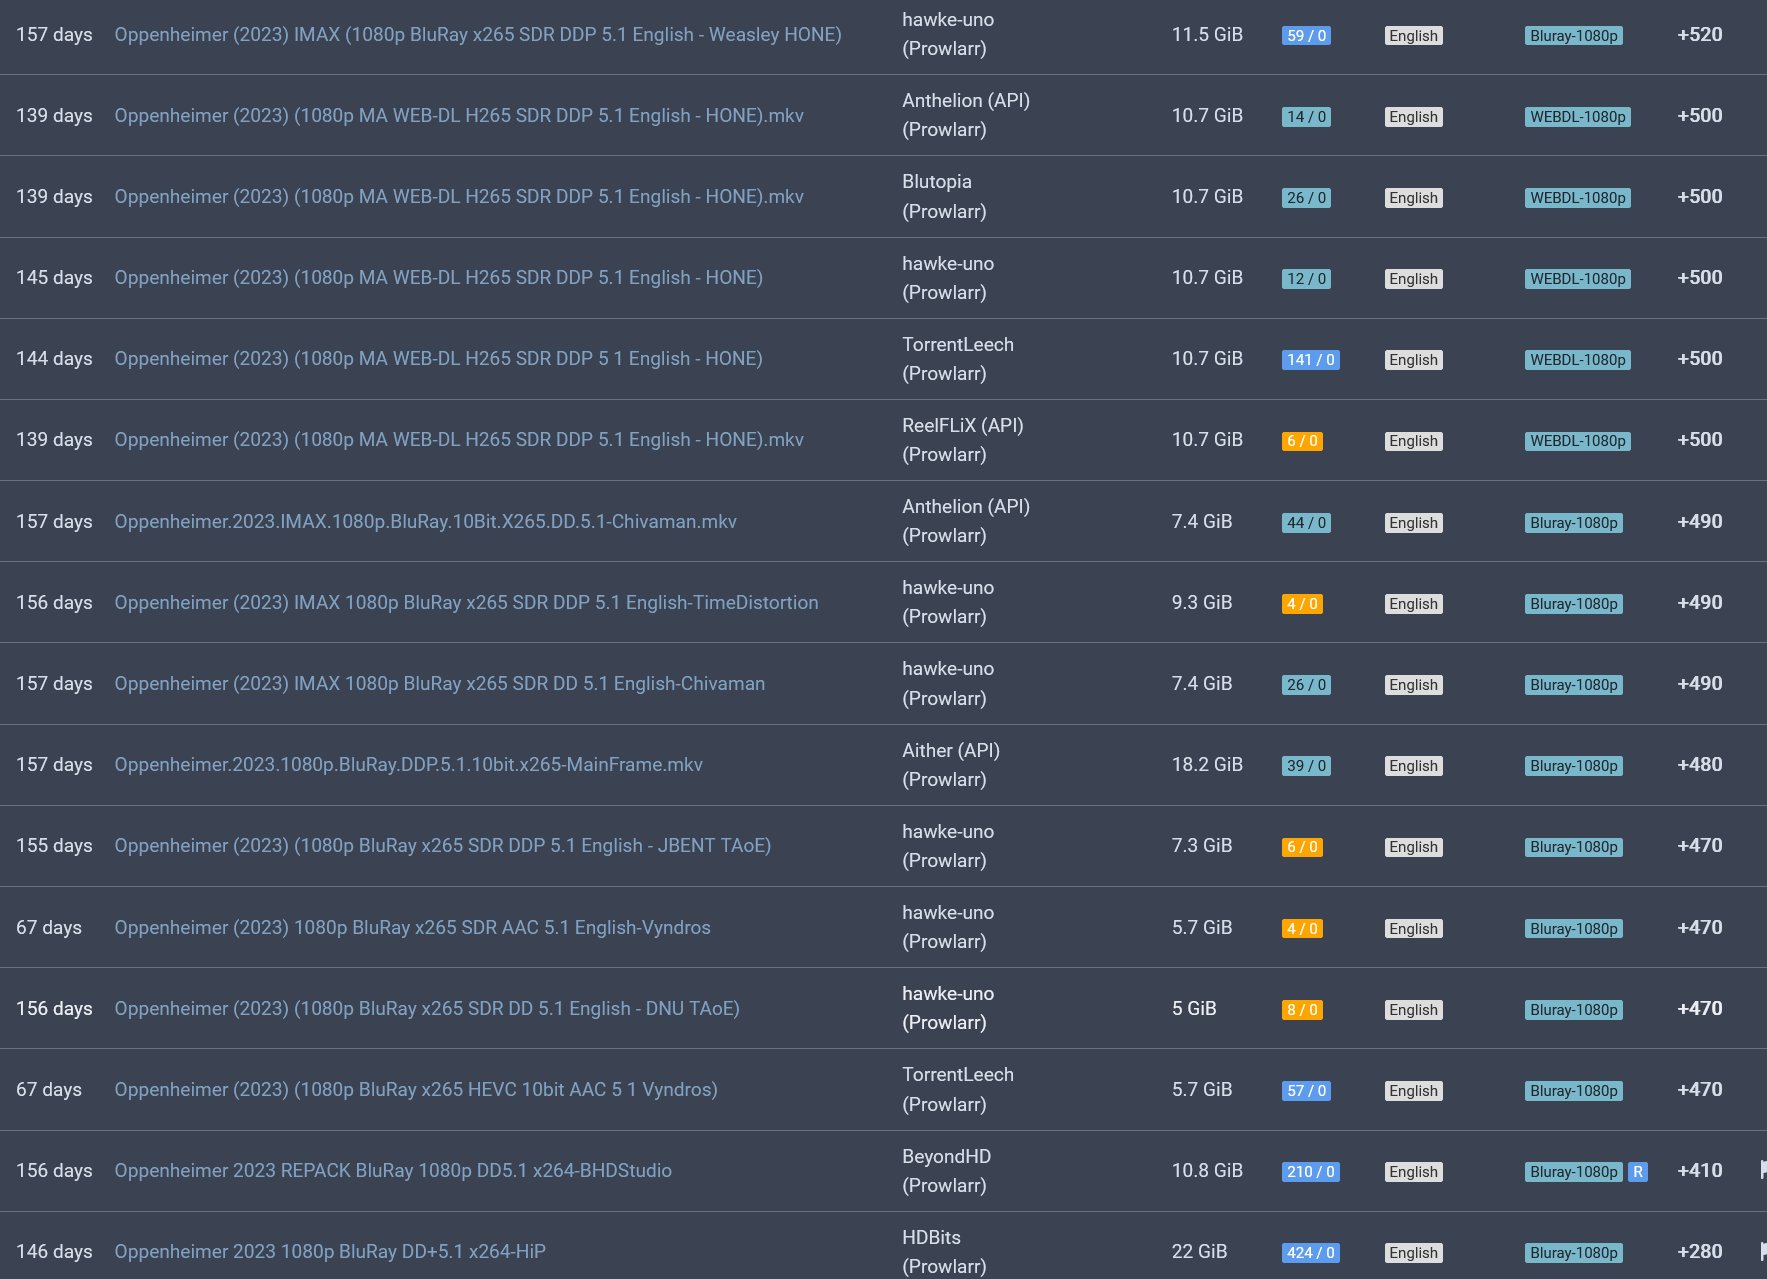 157 days Oppenheimer (2023) IMAX (1080p BluRay x265 SDR DDP 5.1 English - Weasley HONE) hawke-uno (Prowlarr) 11.5 GiB 59 / 0 English Bluray-1080p +520
139 days Oppenheimer (2023) (1080p MA WEB-DL H265 SDR DDP 5.1 English - HONE).mkv Anthelion (API) (Prowlarr) 10.7 GiB 14 / 0 English WEBDL-1080p +500
139 days Oppenheimer (2023) (1080p MA WEB-DL H265 SDR DDP 5.1 English - HONE).mkv Blutopia (Prowlarr) 10.7 GiB 26 / 0 English WEBDL-1080p +500
145 days Oppenheimer (2023) (1080p MA WEB-DL H265 SDR DDP 5.1 English - HONE) hawke-uno (Prowlarr) 10.7 GiB 12 / 0 English WEBDL-1080p +500
144 days Oppenheimer (2023) (1080p MA WEB-DL H265 SDR DDP 5 1 English - HONE) TorrentLeech (Prowlarr) 10.7 GiB 141 / 0 English WEBDL-1080p +500
139 days Oppenheimer (2023) (1080p MA WEB-DL H265 SDR DDP 5.1 English - HONE).mkv ReelFLiX (API) (Prowlarr) 10.7 GiB 6 / 0 English WEBDL-1080p +500
157 days Oppenheimer.2023.IMAX.1080p.BluRay.10Bit.X265.DD.5.1-Chivaman.mkv Anthelion (API) (Prowlarr) 7.4 GiB 44 / 0 English Bluray-1080p +490
156 days Oppenheimer (2023) IMAX 1080p BluRay x265 SDR DDP 5.1 English-TimeDistortion hawke-uno (Prowlarr) 9.3 GiB 4 / 0 English Bluray-1080p +490
157 days Oppenheimer (2023) IMAX 1080p BluRay x265 SDR DD 5.1 English-Chivaman hawke-uno (Prowlarr) 7.4 GiB 26 / 0 English Bluray-1080p +490
157 days Oppenheimer.2023.1080p.BluRay.DDP.5.1.10bit.x265-MainFrame.mkv Aither (API) (Prowlarr) 18.2 GiB 39 / 0 English Bluray-1080p +480
155 days Oppenheimer (2023) (1080p BluRay x265 SDR DDP 5.1 English - JBENT TAoE) hawke-uno (Prowlarr) 7.3 GiB 6 / 0 English Bluray-1080p +470
67 days Oppenheimer (2023) 1080p BluRay x265 SDR AAC 5.1 English-Vyndros hawke-uno (Prowlarr) 5.7 GiB 4 / 0 English Bluray-1080p +470
156 days Oppenheimer (2023) (1080p BluRay x265 SDR DD 5.1 English - DNU TAoE) hawke-uno (Prowlarr) 5 GiB 8 / 0 English Bluray-1080p +470
67 days Oppenheimer (2023) (1080p BluRay x265 HEVC 10bit AAC 5 1 Vyndros) TorrentLeech (Prowlarr) 5.7 GiB 57 / 0 English Bluray-1080p +470
156 days Oppenheimer 2023 REPACK BluRay 1080p DD5.1 x264-BHDStudio BeyondHD (Prowlarr) 10.8 GiB 210 / 0 English Bluray-1080p R +410
146 days Oppenheimer 2023 1080p BluRay DD+5.1 x264-HiP HDBits (Prowlarr) 22 GiB 424 / 0 English Bluray-1080p +280